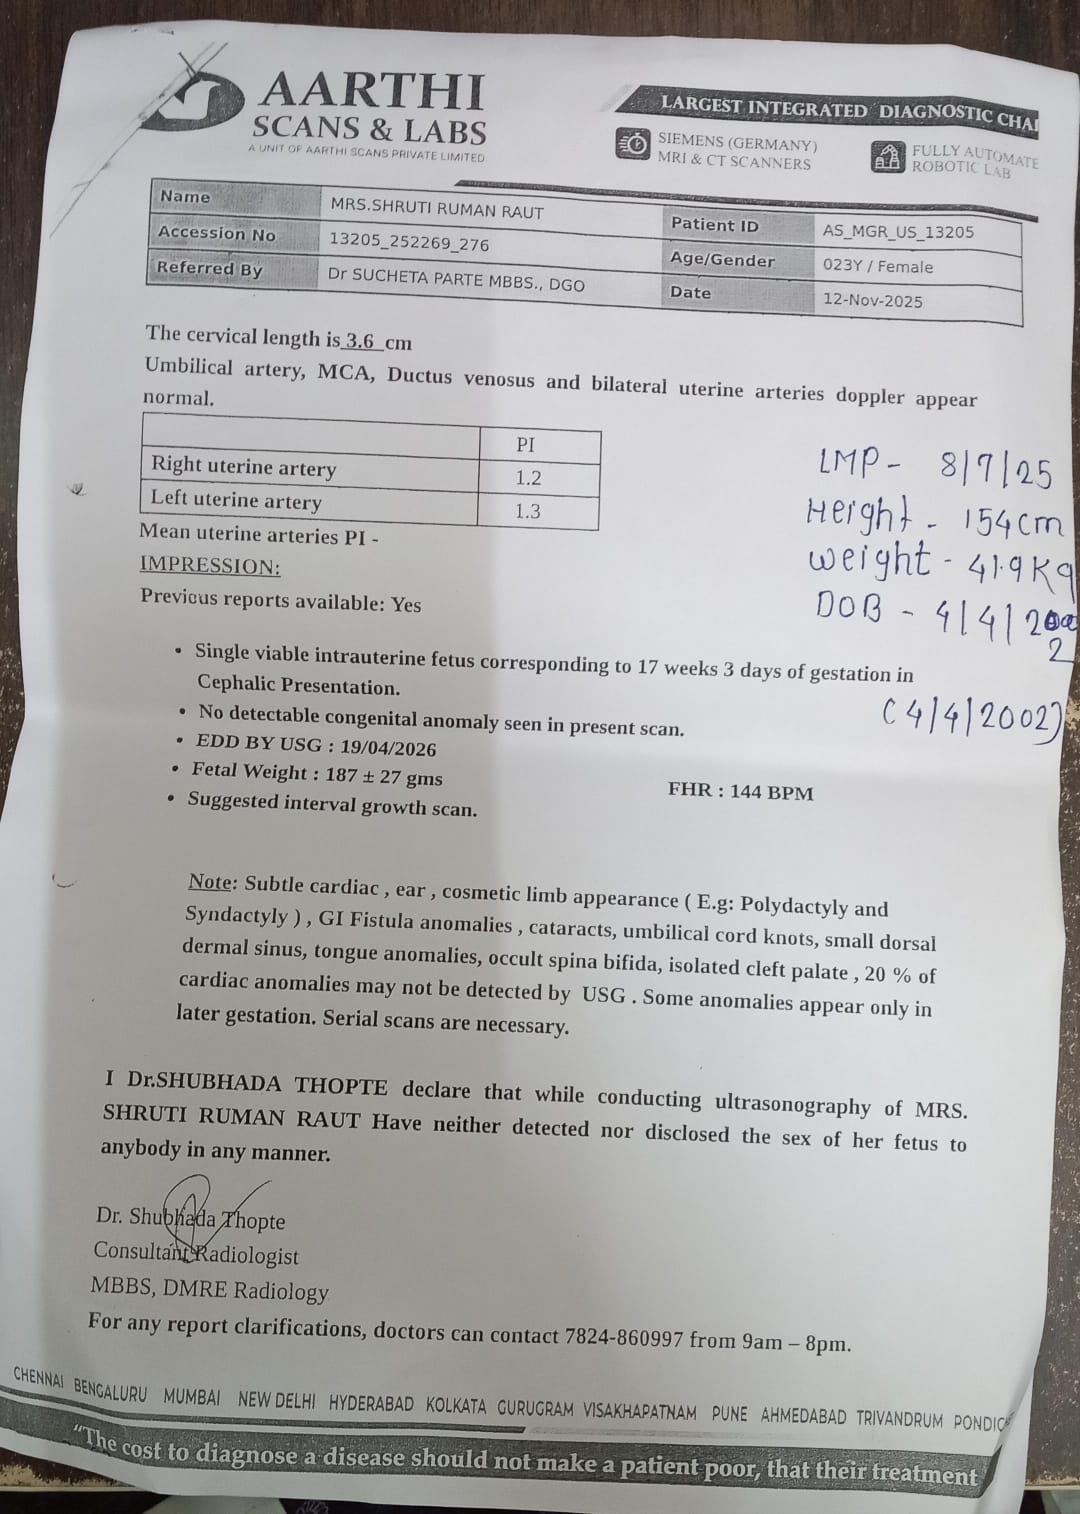 AARTHI
SCANS & LABS
A UNIT OF AARTHI SCANS PRIVATE LIMITED
LARGEST INTEGRATED DIAGNOSTIC CHAI
SIEMENS (GERMANY)
MRI & CT SCANNERS
FULLY AUTOMATE
ROBOTIC LAB
Name MRS.SHRUTI RUMAN RAUT Patient ID AS_MGR_US_13205
Accession No 13205_252269_276 Age/Gender 023Y / Female
Referred By Dr SUCHETA PARTE MBBS., DGO Date 12-Nov-2025
The cervical length is 3.6 cm
Umbilical artery, MCA, Ductus venosus and bilateral uterine arteries doppler appear
normal.
PI
Right uterine artery 1.2
Left uterine artery 1.3
Mean uterine arteries PI -
LMP - 8/7/25
Height - 154cm
weight - 41.9Kg
DOB - 4/4/200
2
(4/4/2002)
IMPRESSION:
Previous reports available: Yes
• Single viable intrauterine fetus corresponding to 17 weeks 3 days of gestation in
Cephalic Presentation.
• No detectable congenital anomaly seen in present scan.
• EDD BY USG : 19/04/2026
• Fetal Weight : 187 ± 27 gms FHR : 144 BPM
• Suggested interval growth scan.
Note: Subtle cardiac , ear , cosmetic limb appearance ( E.g: Polydactyly and
Syndactyly ) , GI Fistula anomalies , cataracts, umbilical cord knots, small dorsal
dermal sinus, tongue anomalies, occult spina bifida, isolated cleft palate , 20 % of
cardiac anomalies may not be detected by USG . Some anomalies appear only in
later gestation. Serial scans are necessary.
I Dr.SHUBHADA THOPTE declare that while conducting ultrasonography of MRS.
SHRUTI RUMAN RAUT Have neither detected nor disclosed the sex of her fetus to
anybody in any manner.
Dr. Shubhada Thopte
Consultant Radiologist
MBBS, DMRE Radiology
For any report clarifications, doctors can contact 7824-860997 from 9am – 8pm.
CHENNAI BENGALURU MUMBAI NEW DELHI HYDERABAD KOLKATA GURUGRAM VISAKHAPATNAM PUNE AHMEDABAD TRIVANDRUM PONDIC
"The cost to diagnose a disease should not make a patient poor, that their treatment